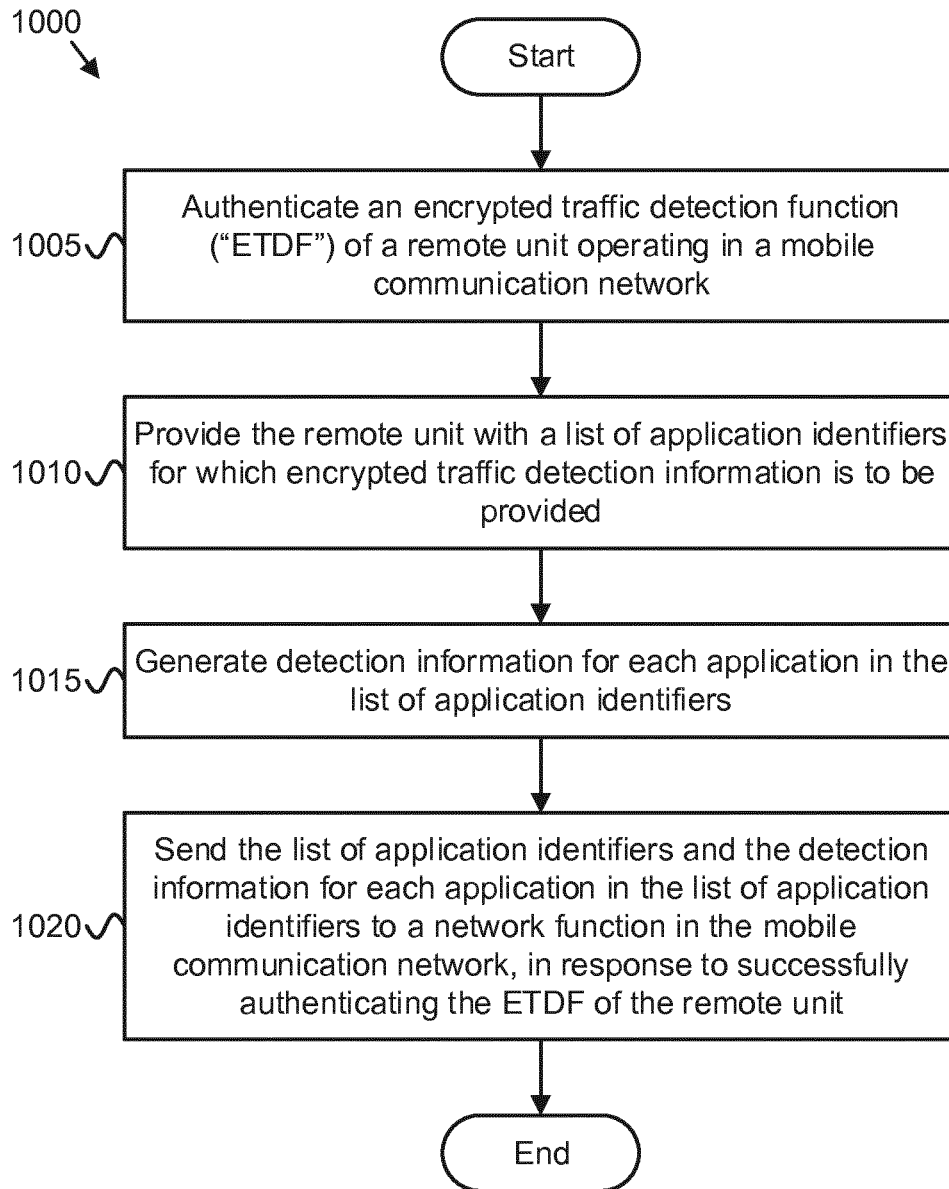 1000
Start
1005
Authenticate an encrypted traffic detection function
(“ETDF”) of a remote unit operating in a mobile
communication network
1010
Provide the remote unit with a list of application identifiers
for which encrypted traffic detection information is to be
provided
1015
Generate detection information for each application in the
list of application identifiers
1020
Send the list of application identifiers and the detection
information for each application in the list of application
identifiers to a network function in the mobile
communication network, in response to successfully
authenticating the ETDF of the remote unit
End